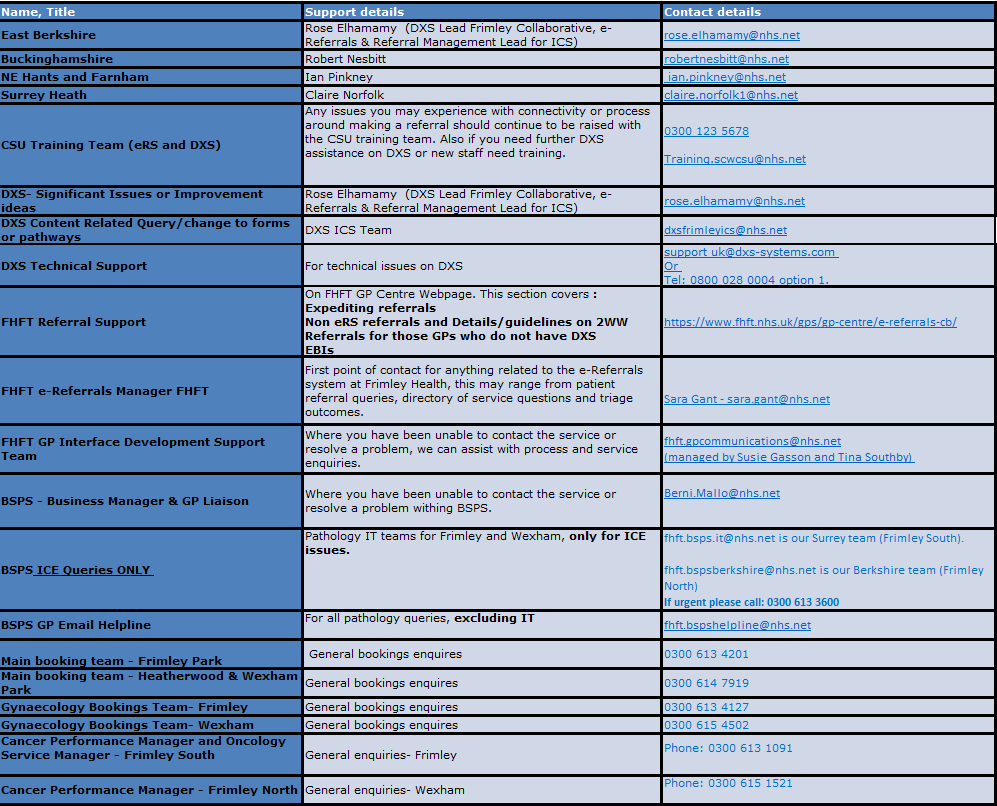 Name, Title
Support details
Contact details
East Berkshire
Rose Elhamamy (DXS Lead Frimley Collaborative, e-
Referrals & Referral Management Lead for ICS)
rose.elhamamy@nhs.net
Buckinghamshire
Robert Nesbitt
robertnesbitt@nhs.net
NE Hants and Farnham
Ian Pinkney
ian.pinkney@nhs.net
Surrey Heath
Claire Norfolk
claire.norfolk1@nhs.net
CSU Training Team (eRS and DXS)
Any issues you may experience with connectivity or process
around making a referral should continue to be raised with
the CSU training team. Also if you need further DXS
assistance on DXS or new staff need training.
0300 123 5678
Training.scwcsu@nhs.net
DXS- Significant Issues or Improvement
ideas
Rose Elhamamy (DXS Lead Frimley Collaborative, e-
Referrals & Referral Management Lead for ICS)
rose.elhamamy@nhs.net
DXS Content Related Query/change to forms
or pathways
DXS ICS Team
dxsfrimleyics@nhs.net
DXS Technical Support
For technical issues on DXS
support uk@dxs-systems.com
Or
Tel: 0800 028 0004 option 1.
FHFT Referral Support
On FHFT GP Centre Webpage. This section covers :
Expediting referrals
Non eRS referrals and Details/guidelines on 2WW
Referrals for those GPs who do not have DXS
EBIs
https://www.fhft.nhs.uk/gps/gp-centre/e-referrals-cb/
FHFT e-Referrals Manager FHFT
First point of contact for anything related to the e-Referrals
system at Frimley Health, this may range from patient
referral queries, directory of service questions and triage
outcomes.
Sara Gant - sara.gant@nhs.net
FHFT GP Interface Development Support
Team
Where you have been unable to contact the service or
resolve a problem, we can assist with process and service
enquiries.
fhft.gpcommunications@nhs.net
(managed by Susie Gasson and Tina Southby)
BSPS - Business Manager & GP Liaison
Where you have been unable to contact the service or
resolve a problem withing BSPS.
Berni.Mallo@nhs.net
BSPS ICE Queries ONLY
Pathology IT teams for Frimley and Wexham, only for ICE
issues.
fhft.bsps.it@nhs.net is our Surrey team (Frimley South).
fhft.bspsberkshire@nhs.net is our Berkshire team (Frimley
North)
If urgent please call: 0300 613 3600
BSPS GP Email Helpline
For all pathology queries, excluding IT
fhft.bspshelpline@nhs.net
Main booking team - Frimley Park
General bookings enquires
0300 613 4201
Main booking team - Heatherwood & Wexham
Park
General bookings enquires
0300 614 7919
Gynaecology Bookings Team- Frimley
General bookings enquires
0300 613 4127
Gynaecology Bookings Team- Wexham
General bookings enquires
0300 615 4502
Cancer Performance Manager and Oncology
Service Manager - Frimley South
General enquiries- Frimley
Phone: 0300 613 1091
Cancer Performance Manager - Frimley North
General enquiries- Wexham
Phone: 0300 615 1521